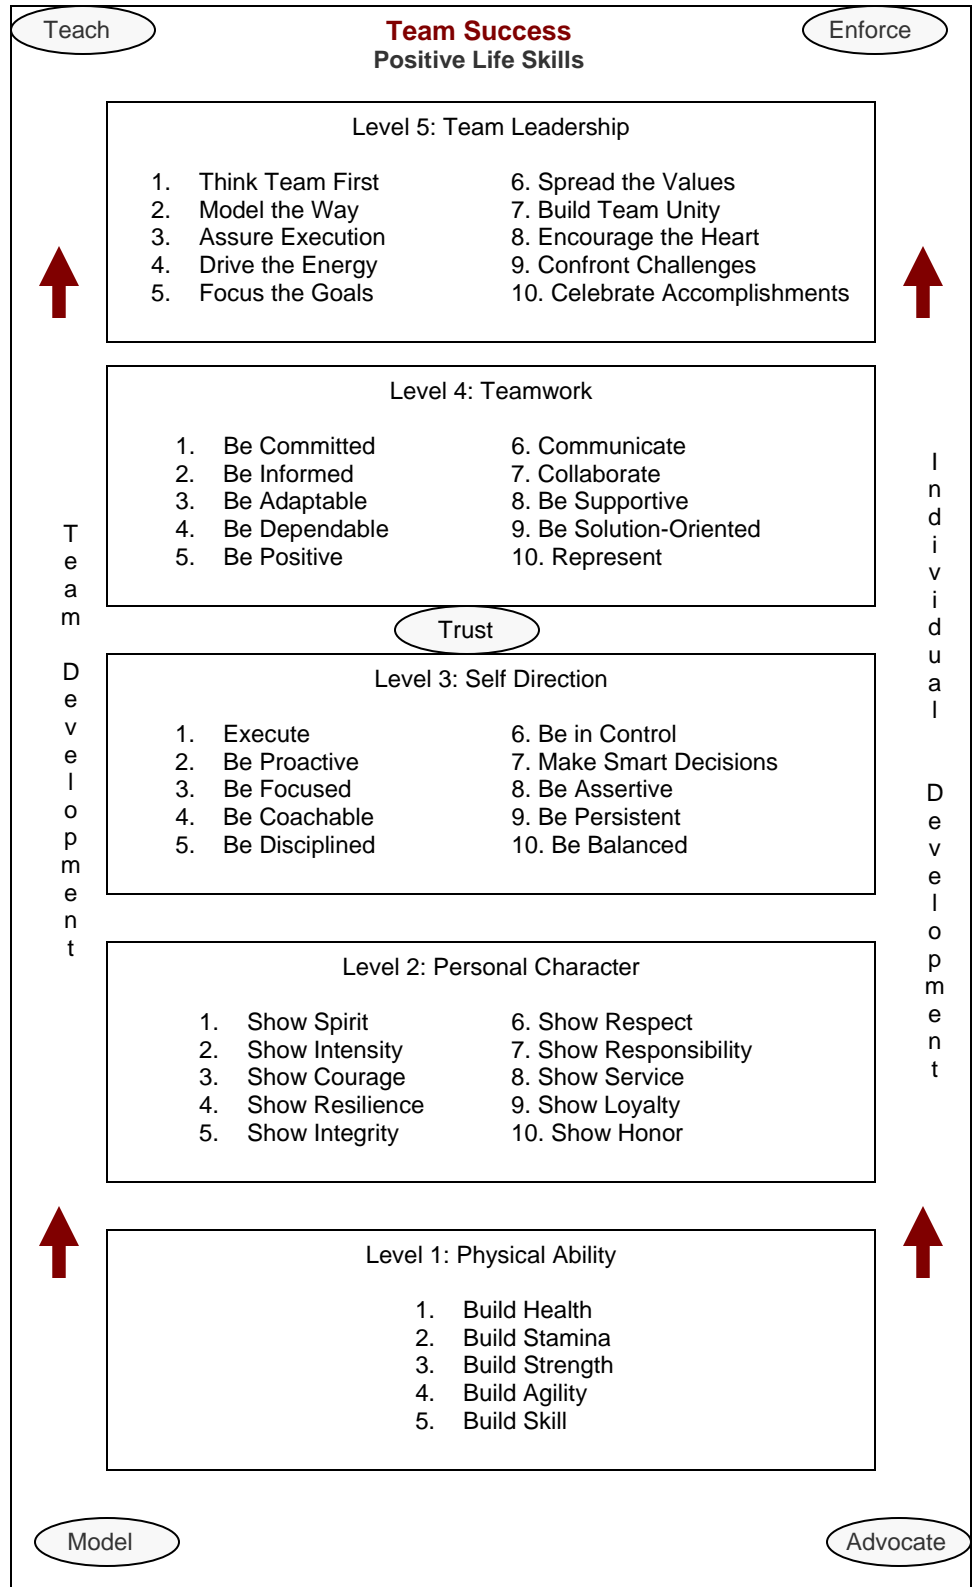 Teach
Team Success
Enforce
Positive Life Skills
Level 5: Team Leadership
1. Think Team First
2. Model the Way
3. Assure Execution
4. Drive the Energy
5. Focus the Goals
6. Spread the Values
7. Build Team Unity
8. Encourage the Heart
9. Confront Challenges
10. Celebrate Accomplishments
Level 4: Teamwork
1. Be Committed
2. Be Informed
3. Be Adaptable
4. Be Dependable
5. Be Positive
6. Communicate
7. Collaborate
8. Be Supportive
9. Be Solution-Oriented
10. Represent
Trust
Level 3: Self Direction
1. Execute
2. Be Proactive
3. Be Focused
4. Be Coachable
5. Be Disciplined
6. Be in Control
7. Make Smart Decisions
8. Be Assertive
9. Be Persistent
10. Be Balanced
Level 2: Personal Character
1. Show Spirit
2. Show Intensity
3. Show Courage
4. Show Resilience
5. Show Integrity
6. Show Respect
7. Show Responsibility
8. Show Service
9. Show Loyalty
10. Show Honor
Level 1: Physical Ability
1. Build Health
2. Build Stamina
3. Build Strength
4. Build Agility
5. Build Skill
Team Development
Individual Development
Model
Advocate